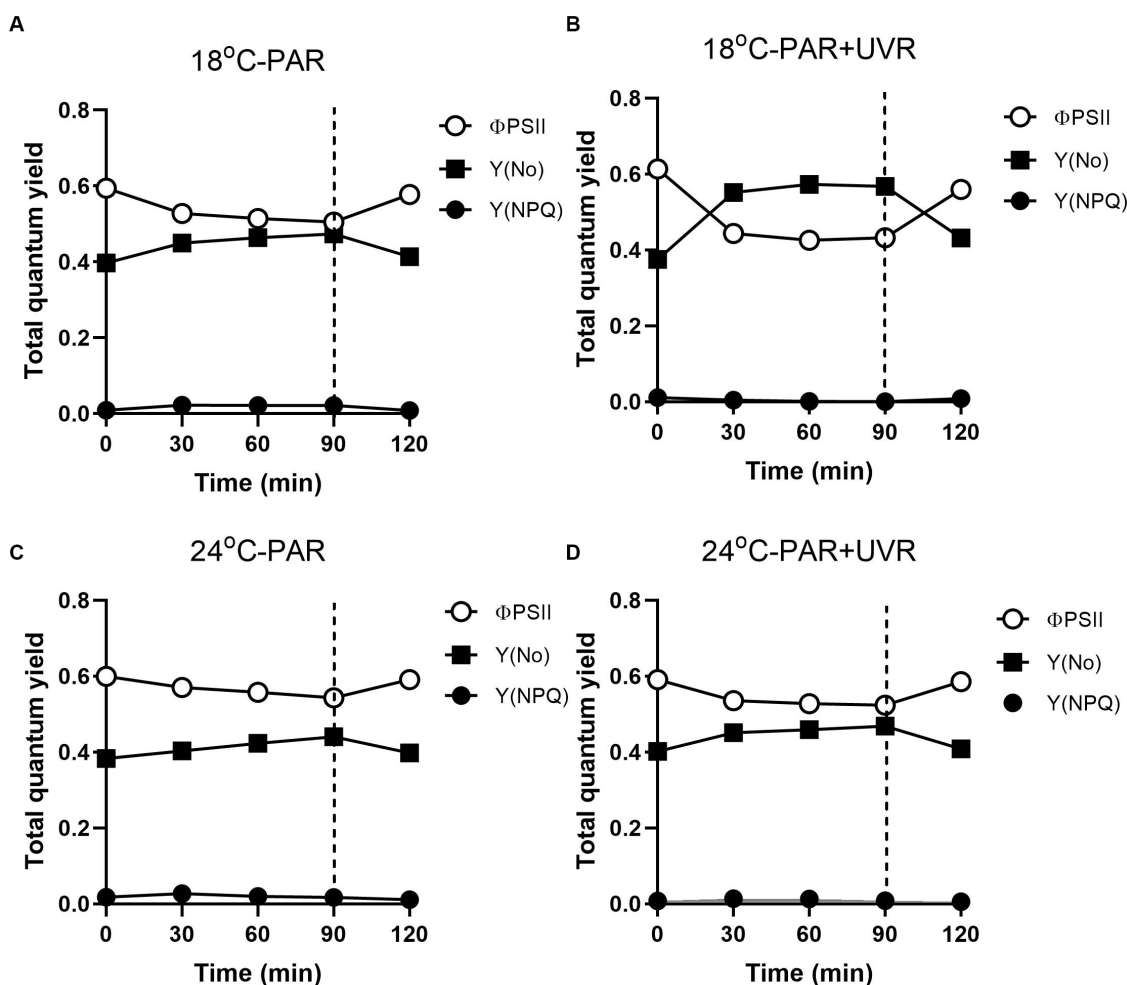 A
18°C-PAR
Total quantum yield
0.8
0.6
0.4
0.2
0.0
0 30 60 90 120
Time (min)
ΦPSII
Y(No)
Y(NPQ)
B
18°C-PAR+UVR
Total quantum yield
0.8
0.6
0.4
0.2
0.0
0 30 60 90 120
Time (min)
ΦPSII
Y(No)
Y(NPQ)
C
24°C-PAR
Total quantum yield
0.8
0.6
0.4
0.2
0.0
0 30 60 90 120
Time (min)
ΦPSII
Y(No)
Y(NPQ)
D
24°C-PAR+UVR
Total quantum yield
0.8
0.6
0.4
0.2
0.0
0 30 60 90 120
Time (min)
ΦPSII
Y(No)
Y(NPQ)